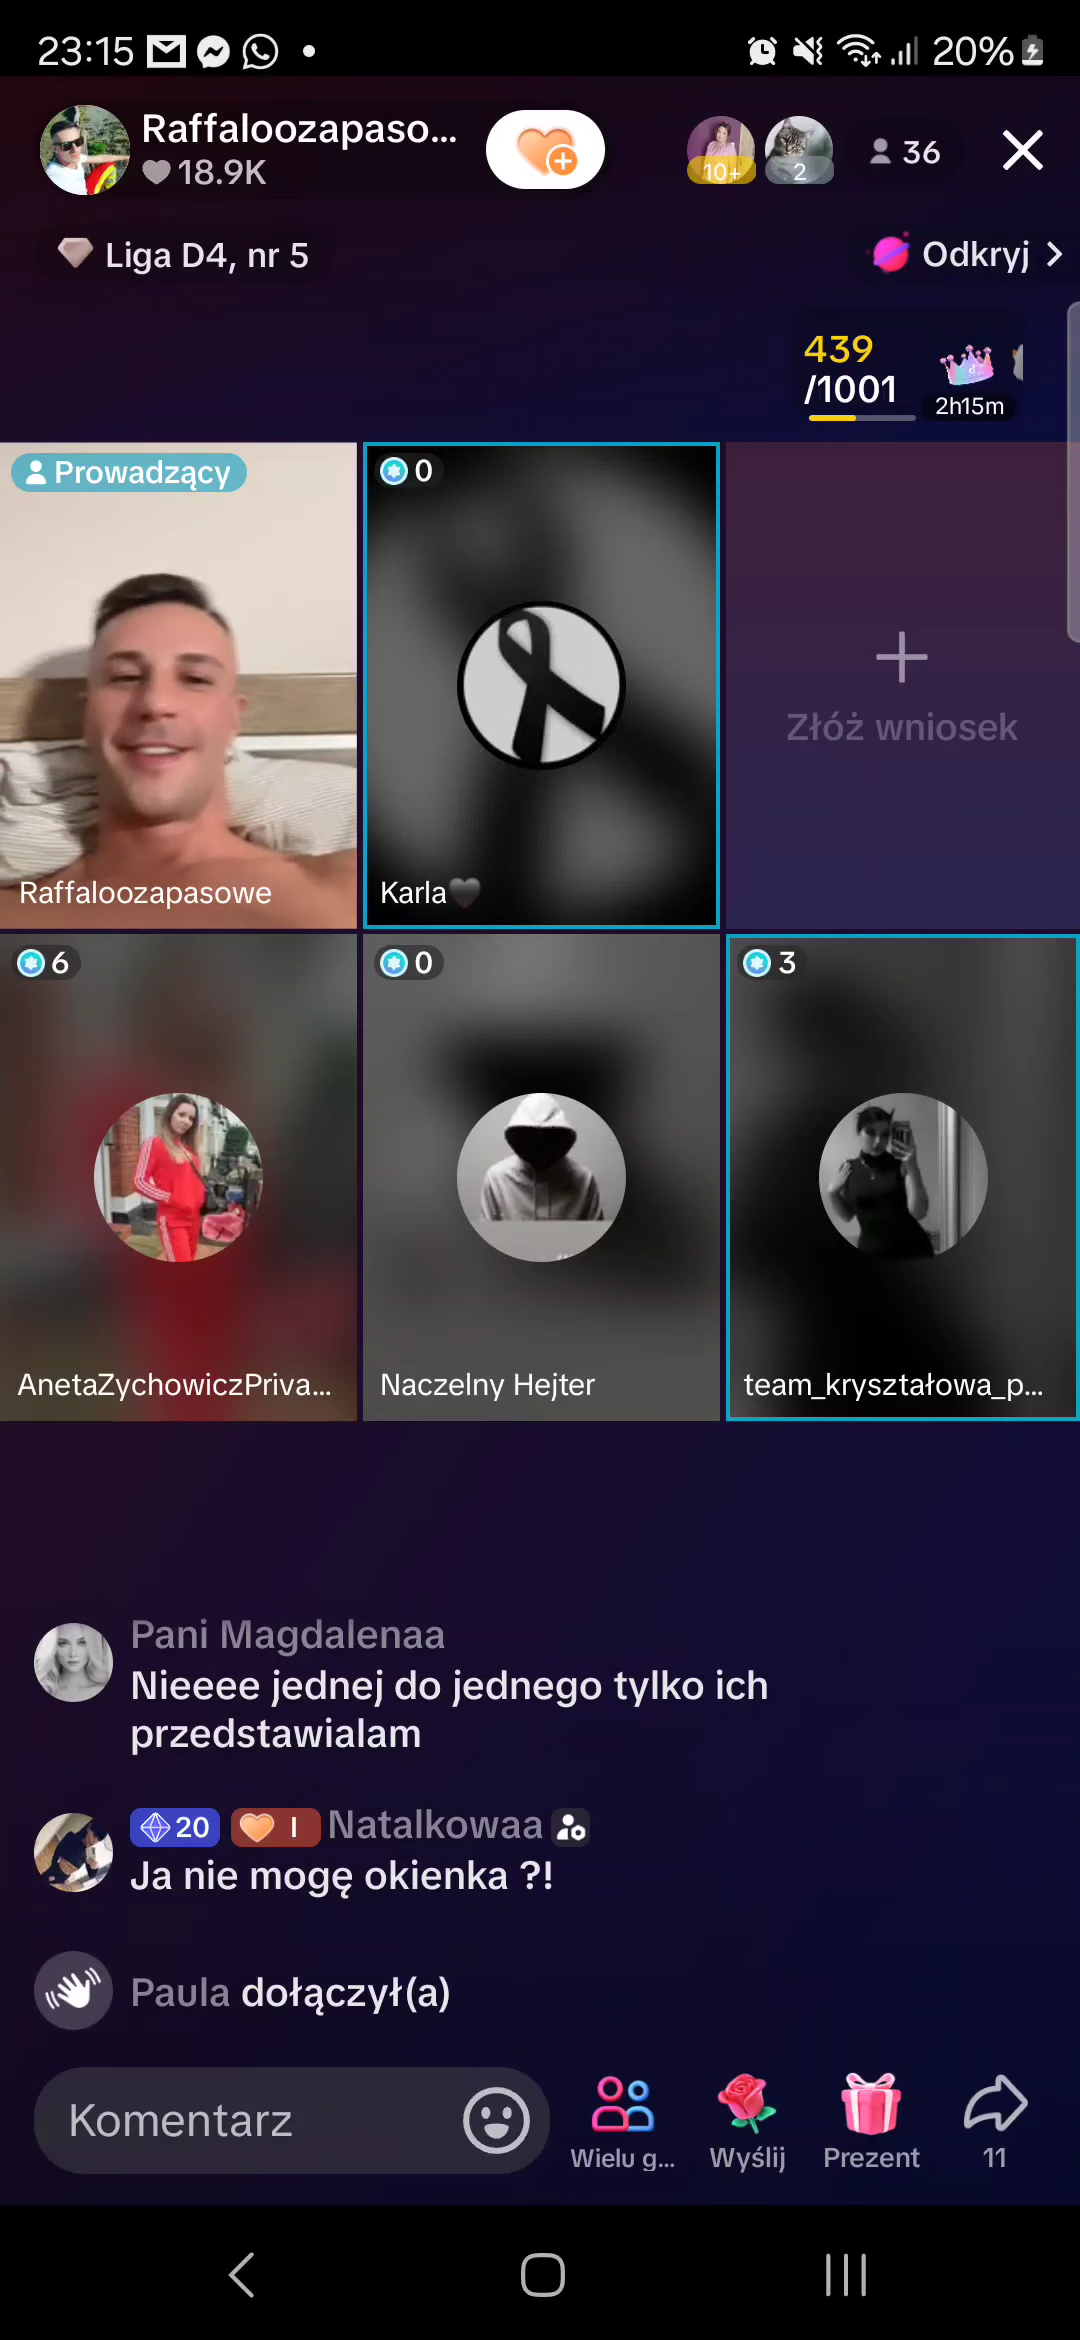 23:15
20%
Raffaloozapaso...
18.9K
10+
2
36
Liga D4, nr 5
Odkryj
439
/1001
2h15m
Prowadzący
0
Złóż wniosek
Raffaloozapasowe
Karla🖤
6
0
3
AnetaZychowiczPriva...
Naczelny Hejter
team_kryształowa_p...
Pani Magdalenaa
Nieeee jednej do jednego tylko ich
przedstawialam
20
I
Natalkowaa
Ja nie mogę okienka ?!
Paula dołączył(a)
Komentarz
Wielu g...
Wyślij
Prezent
11